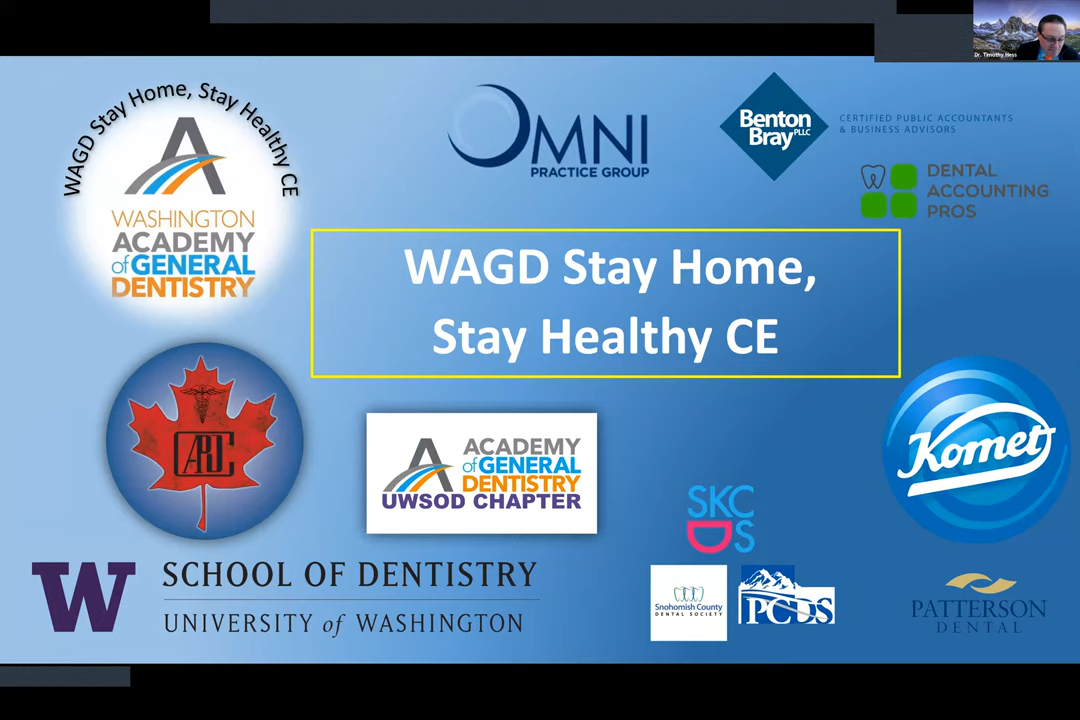 Dr. Timothy Hess
WAGD Stay Home, Stay Healthy CE
WASHINGTON
ACADEMY
of GENERAL
DENTISTRY
OMNI
PRACTICE GROUP
Benton
Bray PLLC
CERTIFIED PUBLIC ACCOUNTANTS
& BUSINESS ADVISORS
DENTAL
ACCOUNTING
PROS
WAGD Stay Home,
Stay Healthy CE
ACADEMY
of GENERAL
DENTISTRY
UWSOD CHAPTER
Komet
SKC
DS
Snohomish County
DENTAL SOCIETY
PCDS
PATTERSON
DENTAL
W
SCHOOL OF DENTISTRY
UNIVERSITY of WASHINGTON